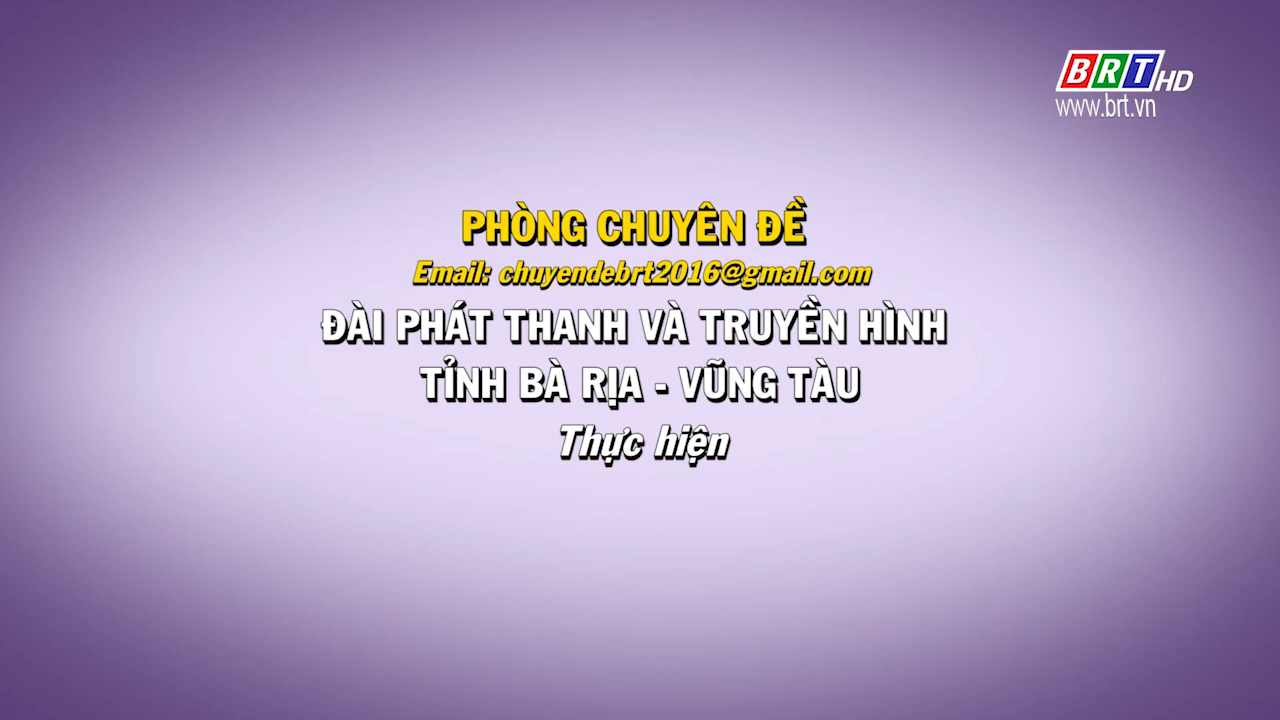 BRT HD
www.brt.vn
PHÒNG CHUYÊN ĐỀ
Email: chuyendebrt2016@gmail.com
ĐÀI PHÁT THANH VÀ TRUYỀN HÌNH
TỈNH BÀ RỊA - VŨNG TÀU
Thực hiện